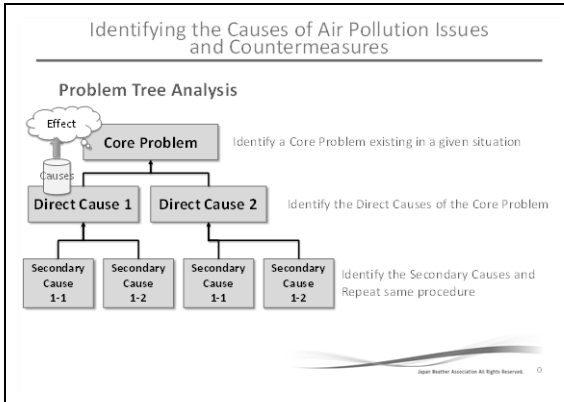 Identifying the Causes of Air Pollution Issues
and Countermeasures
Problem Tree Analysis
Effect
Core Problem
Identify a Core Problem existing in a given situation
Causes
Direct Cause 1
Direct Cause 2
Identify the Direct Causes of the Core Problem
Secondary
Cause
1-1
Secondary
Cause
1-2
Secondary
Cause
1-1
Secondary
Cause
1-2
Identify the Secondary Causes and
Repeat same procedure
Japan Weather Association All Rights Reserved.
0